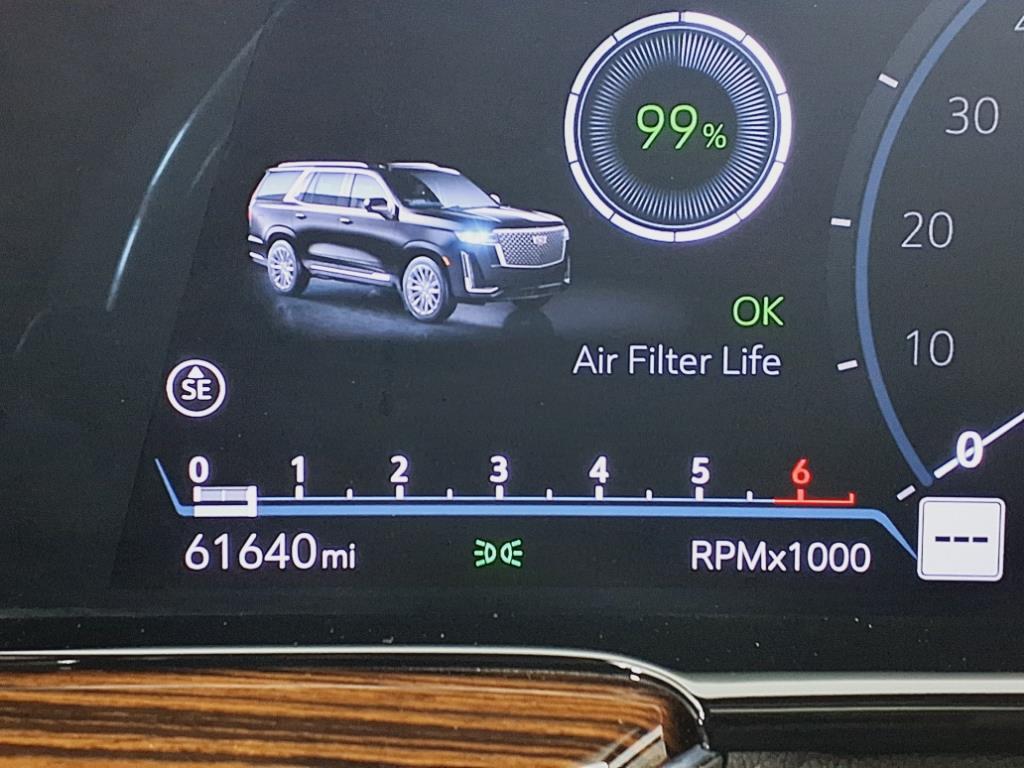 99%
OK
Air Filter Life
SE
0 1 2 3 4 5 6
61640mi
RPMx1000
30
20
10
0
---